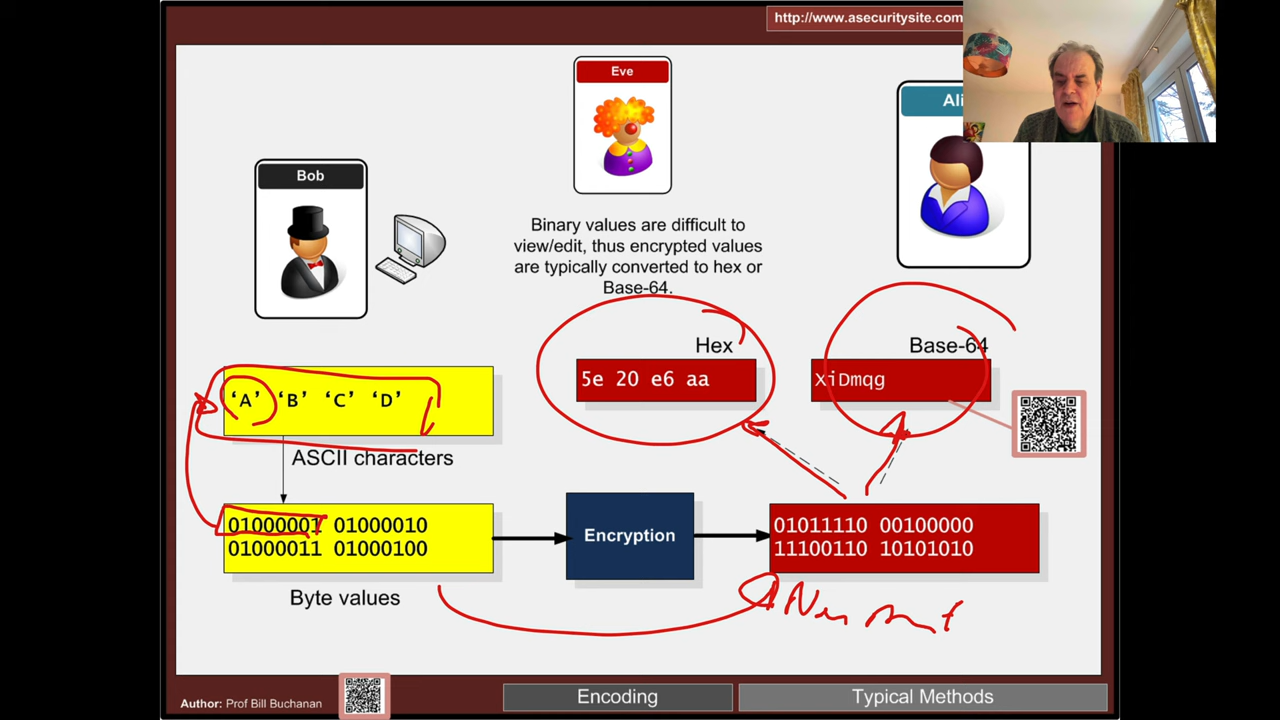 http://www.asecuritysite.com
Eve
Ali
Bob
Binary values are difficult to
view/edit, thus encrypted values
are typically converted to hex or
Base-64.
Hex
Base-64
5e 20 e6 aa
XiDmqg
‘A’ ‘B’ ‘C’ ‘D’
ASCII characters
01000001 01000010
01000011 01000100
Encryption
01011110 00100000
11100110 10101010
Byte values
Encoding
Typical Methods
Author: Prof Bill Buchanan